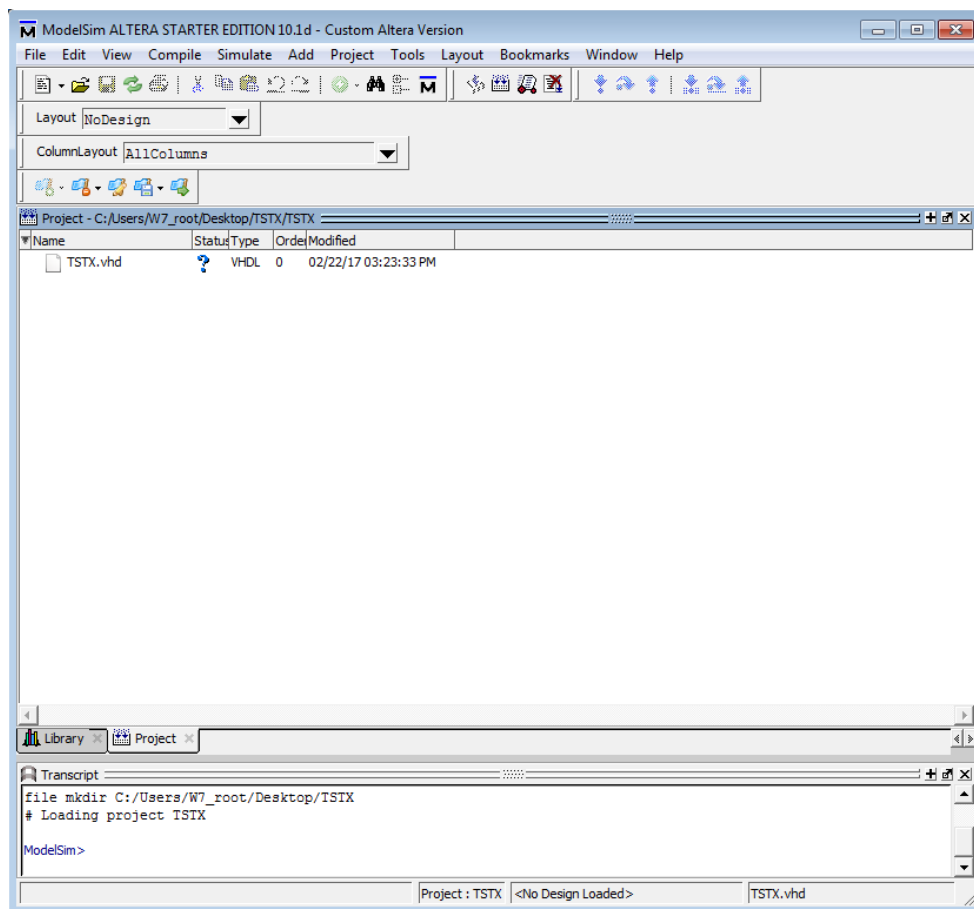 ModelSim ALTERA STARTER EDITION 10.1d - Custom Altera Version
File Edit View Compile Simulate Add Project Tools Layout Bookmarks Window Help
Layout NoDesign
ColumnLayout AllColumns
Project - C:/Users/W7_root/Desktop/TSTX/TSTX
Name Status Type Order Modified
TSTX.vhd ? VHDL 0 02/22/17 03:23:33 PM
Library Project
Transcript
file mkdir C:/Users/W7_root/Desktop/TSTX
# Loading project TSTX
ModelSim>
Project : TSTX <No Design Loaded> TSTX.vhd